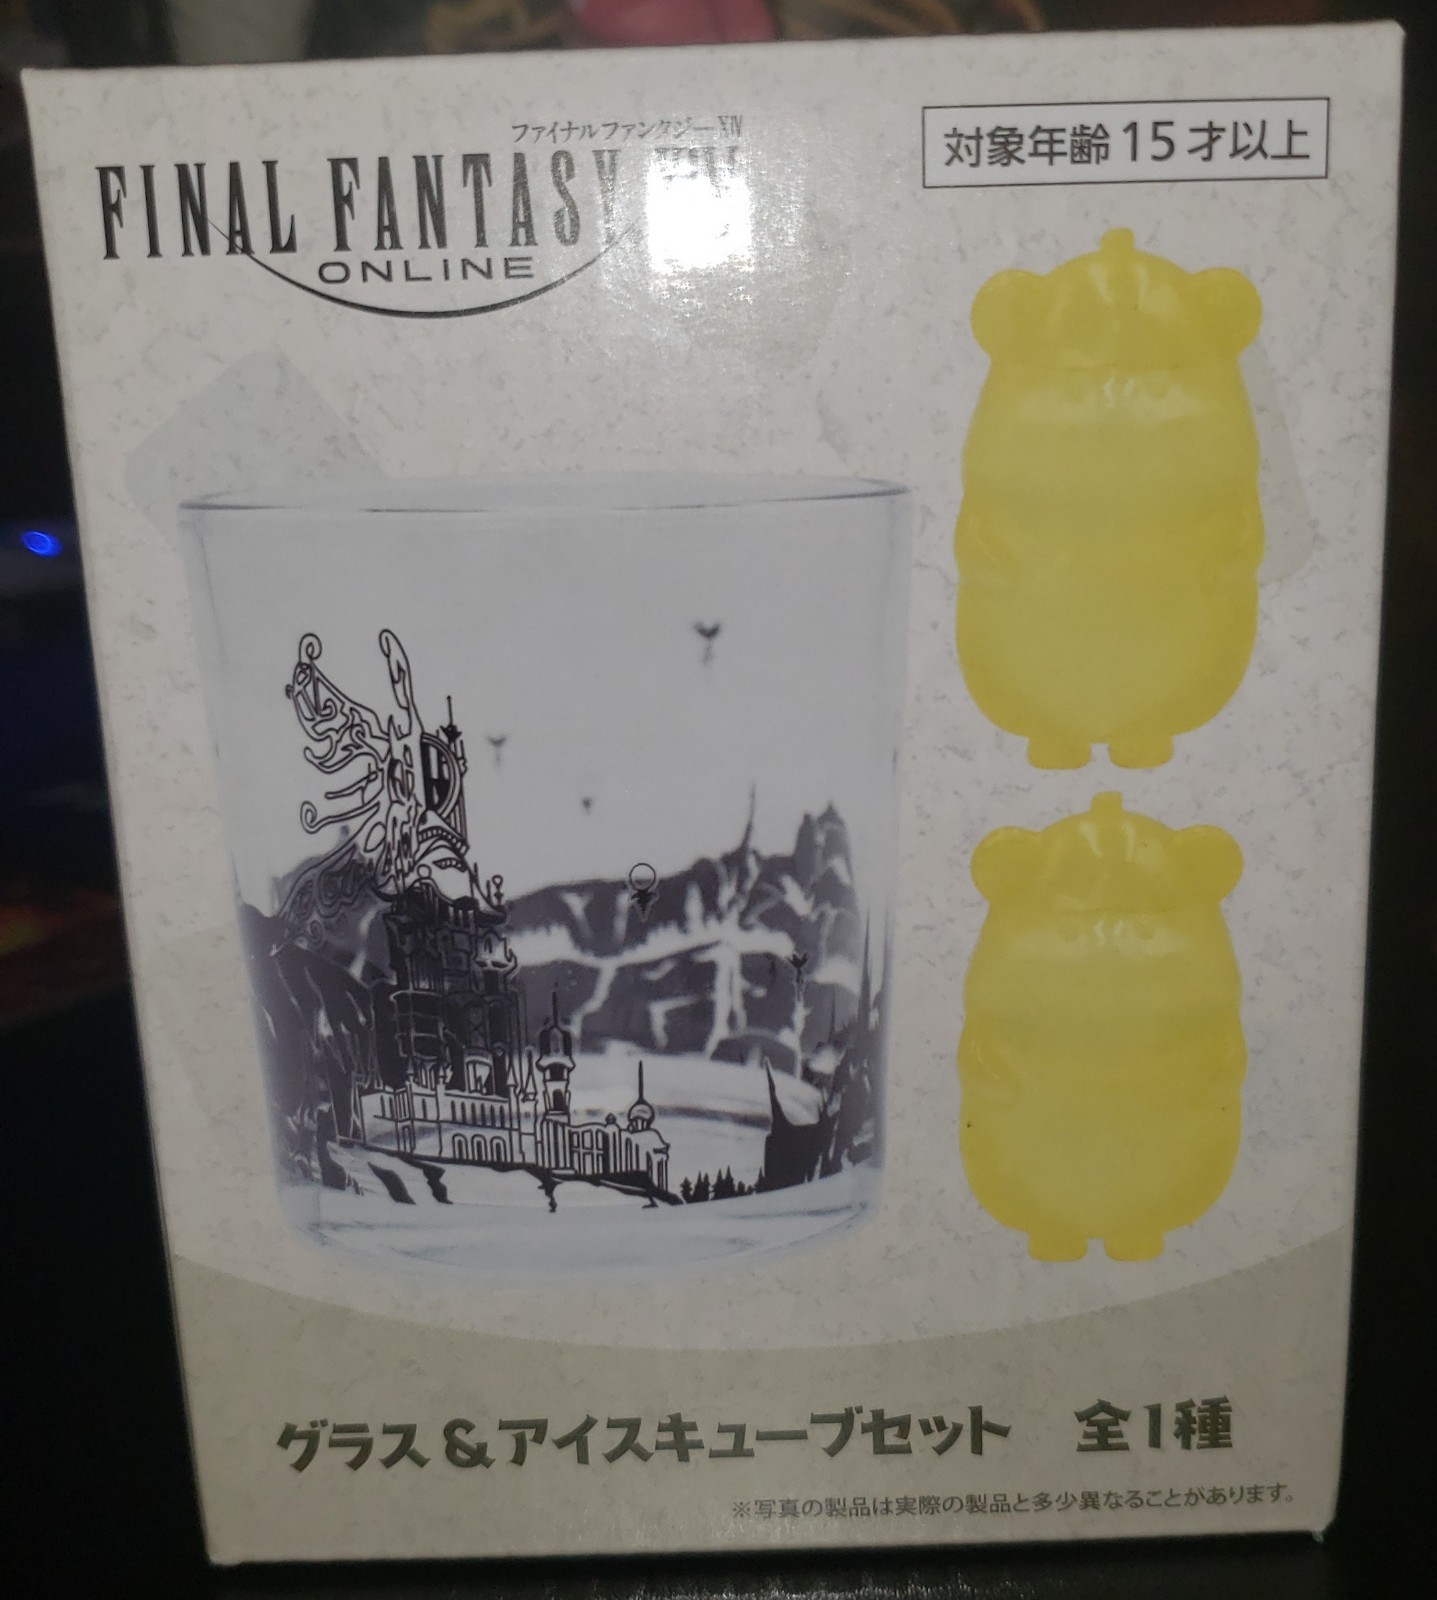 ファイナルファンタジーXIV
FINAL FANTASY XIV
ONLINE
対象年齢15才以上
グラス&アイスキューブセット 全1種
※写真の製品は実際の製品と多少異なることがあります。